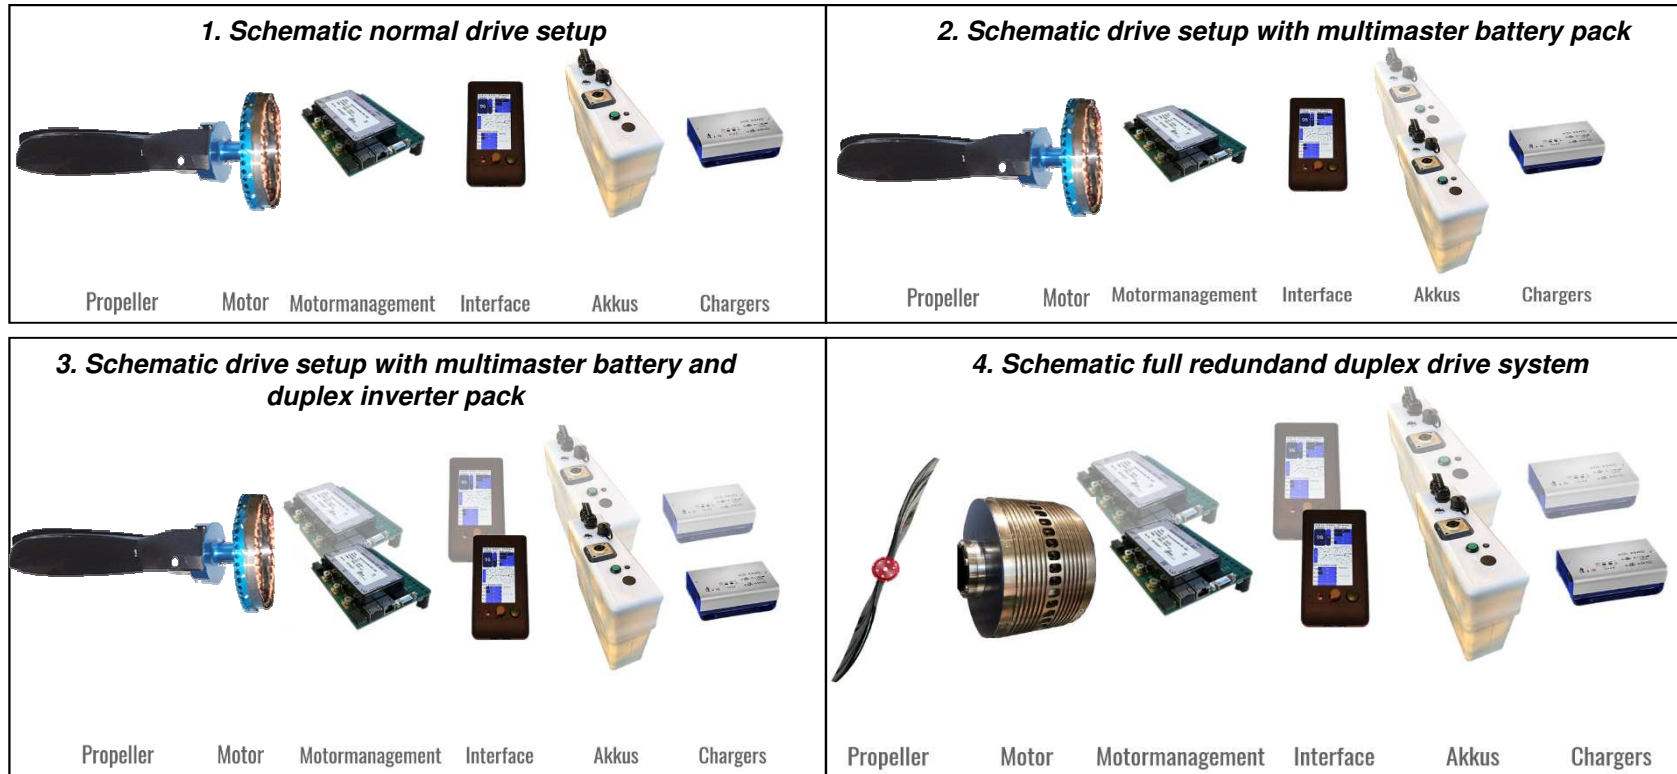 1. Schematic normal drive setup
Propeller Motor Motormanagement Interface Akkus Chargers
2. Schematic drive setup with multimaster battery pack
Propeller Motor Motormanagement Interface Akkus Chargers
3. Schematic drive setup with multimaster battery and
duplex inverter pack
Propeller Motor Motormanagement Interface Akkus Chargers
4. Schematic full redundand duplex drive system
Propeller Motor Motormanagement Interface Akkus Chargers